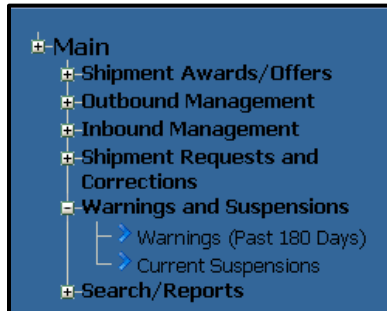 Main
Shipment Awards/Offers
Outbound Management
Inbound Management
Shipment Requests and
Corrections
Warnings and Suspensions
Warnings (Past 180 Days)
Current Suspensions
Search/Reports